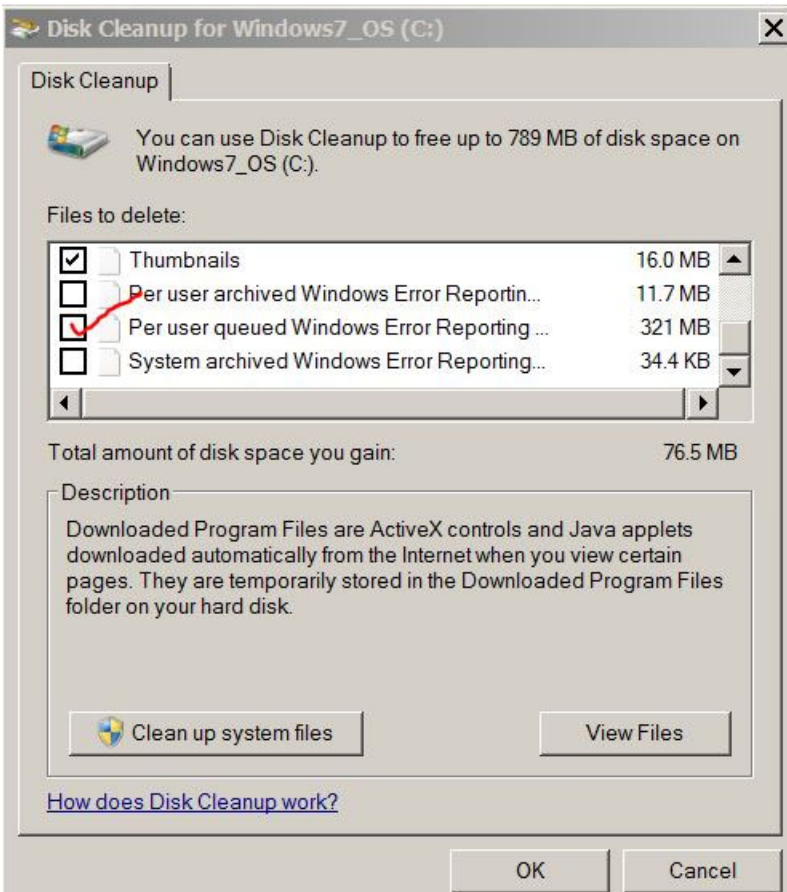 Disk Cleanup for Windows7_OS (C:)
Disk Cleanup
You can use Disk Cleanup to free up to 789 MB of disk space on
Windows7_OS (C:).
Files to delete:
Thumbnails 16.0 MB
Per user archived Windows Error Reportin... 11.7 MB
Per user queued Windows Error Reporting ... 321 MB
System archived Windows Error Reporting... 34.4 KB
Total amount of disk space you gain: 76.5 MB
Description
Downloaded Program Files are ActiveX controls and Java applets
downloaded automatically from the Internet when you view certain
pages. They are temporarily stored in the Downloaded Program Files
folder on your hard disk.
Clean up system files View Files
How does Disk Cleanup work?
OK Cancel